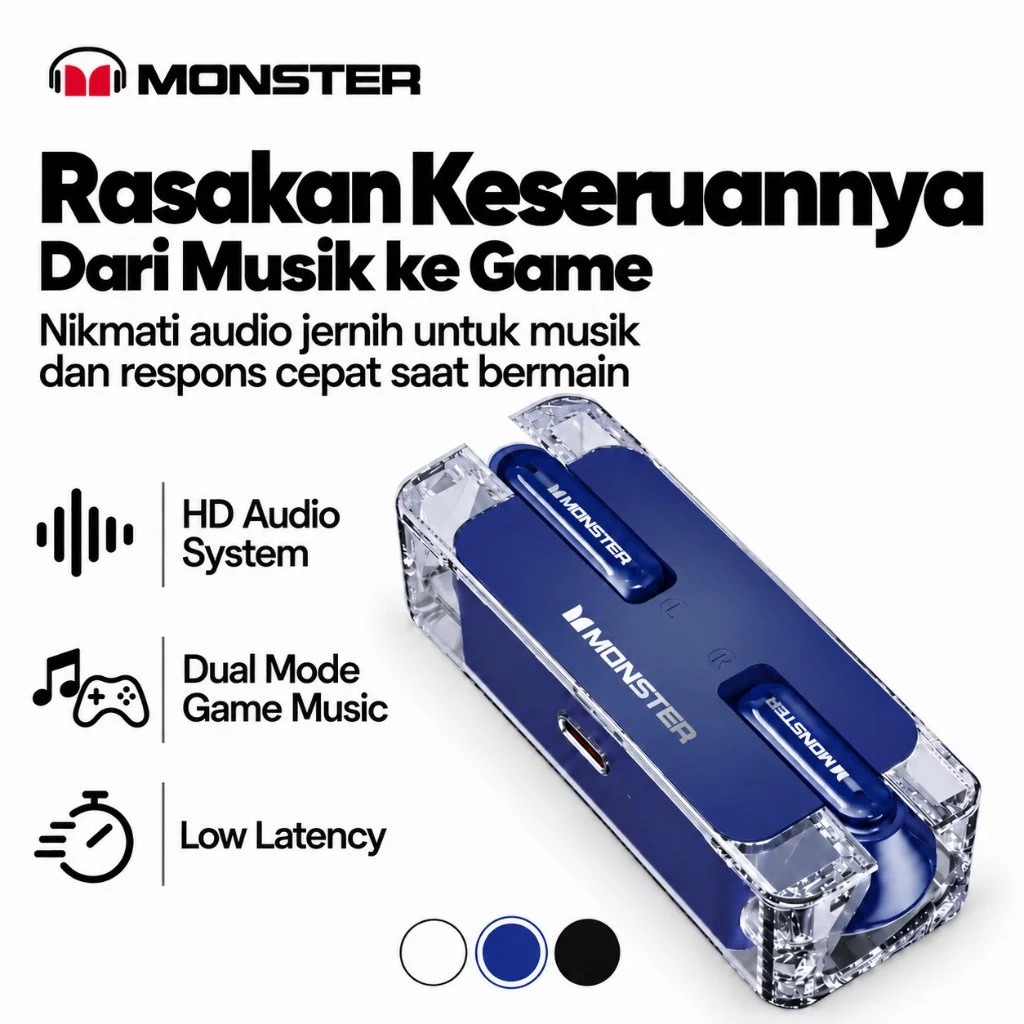 MONSTER
Rasakan Keseruannya
Dari Musik ke Game
Nikmati audio jernih untuk musik
dan respons cepat saat bermain
HD Audio
System
Dual Mode
Game Music
Low Latency
MONSTER
L
R
MONSTER
MONSTER